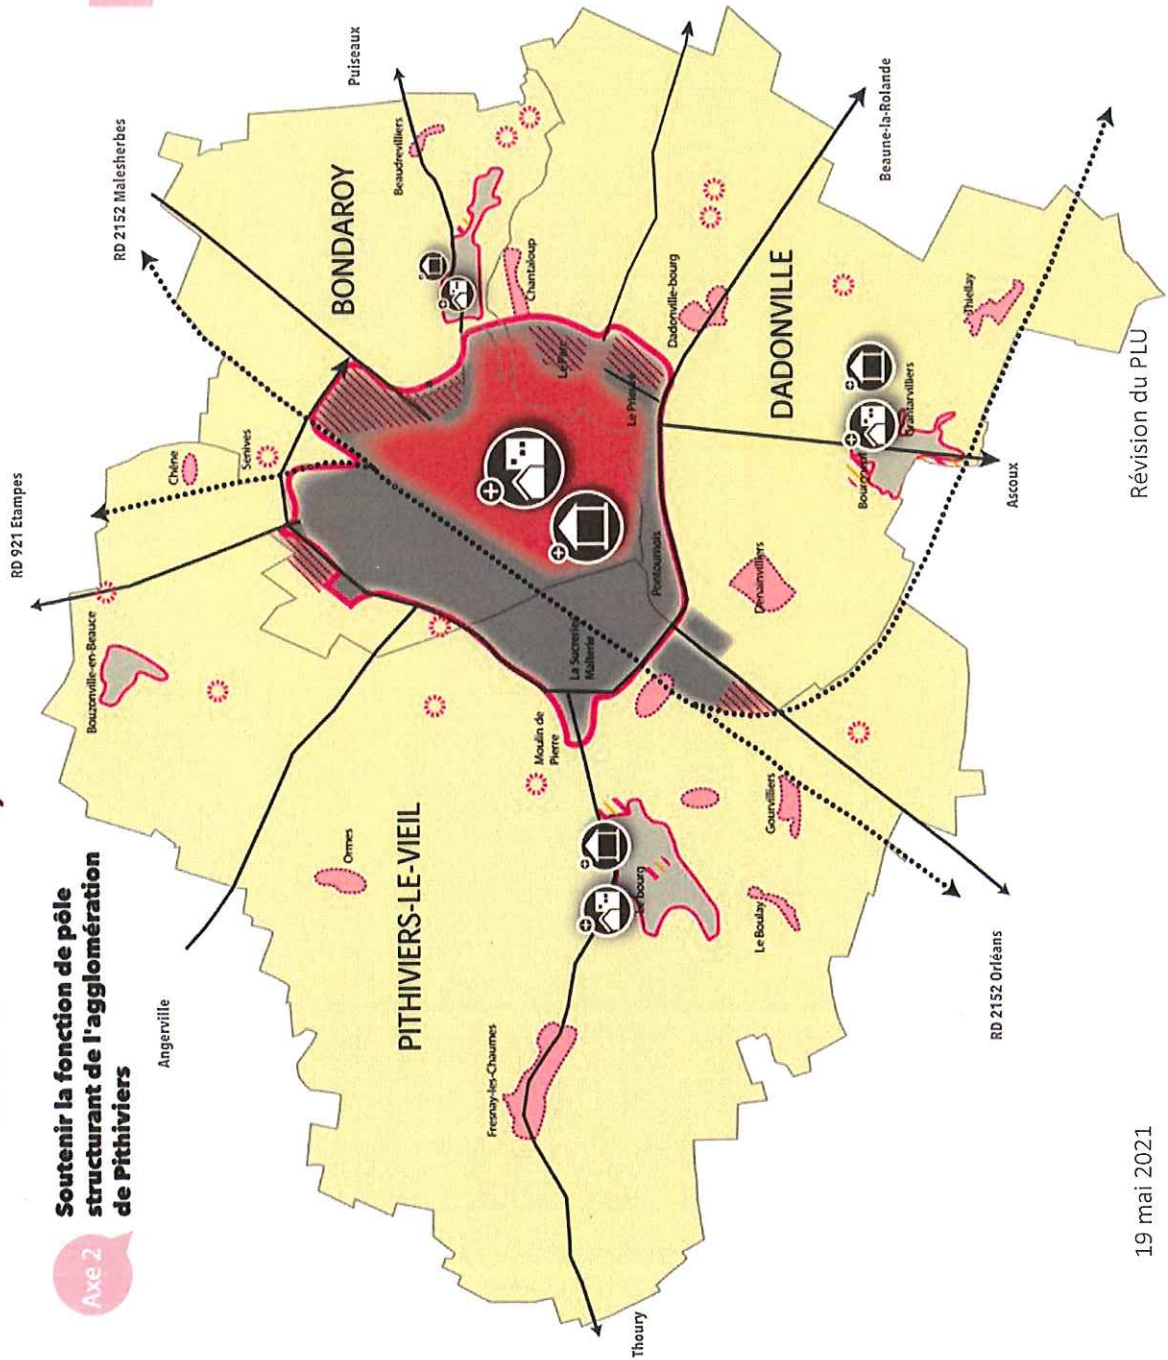 Axe 2
Soutenir la fonction de pôle
structurant de l'agglomération
de Pithiviers
RD 921 Etampes
RD 2152 Malesherbes
Puiseaux
Angerville
Bouzonville-en-Beauce
Chêne
Senives
BONDAROY
Beaudrevilliers
Chantaloup
Ormes
PITHIVIERS-LE-VIEIL
Moulin de
Pierre
La Sucrerie
Malterie
Pontournois
Le Parc
Le Prieuré
Dadonville-bourg
DADONVILLE
Fresnay-les-Chaumes
Le bourg
Le Boulay
Gourvilliers
Denainvilliers
Grantarvilliers
Thiellay
Beaune-la-Rolande
Ascoux
Thoury
RD 2152 Orléans
19 mai 2021
Révision du PLU